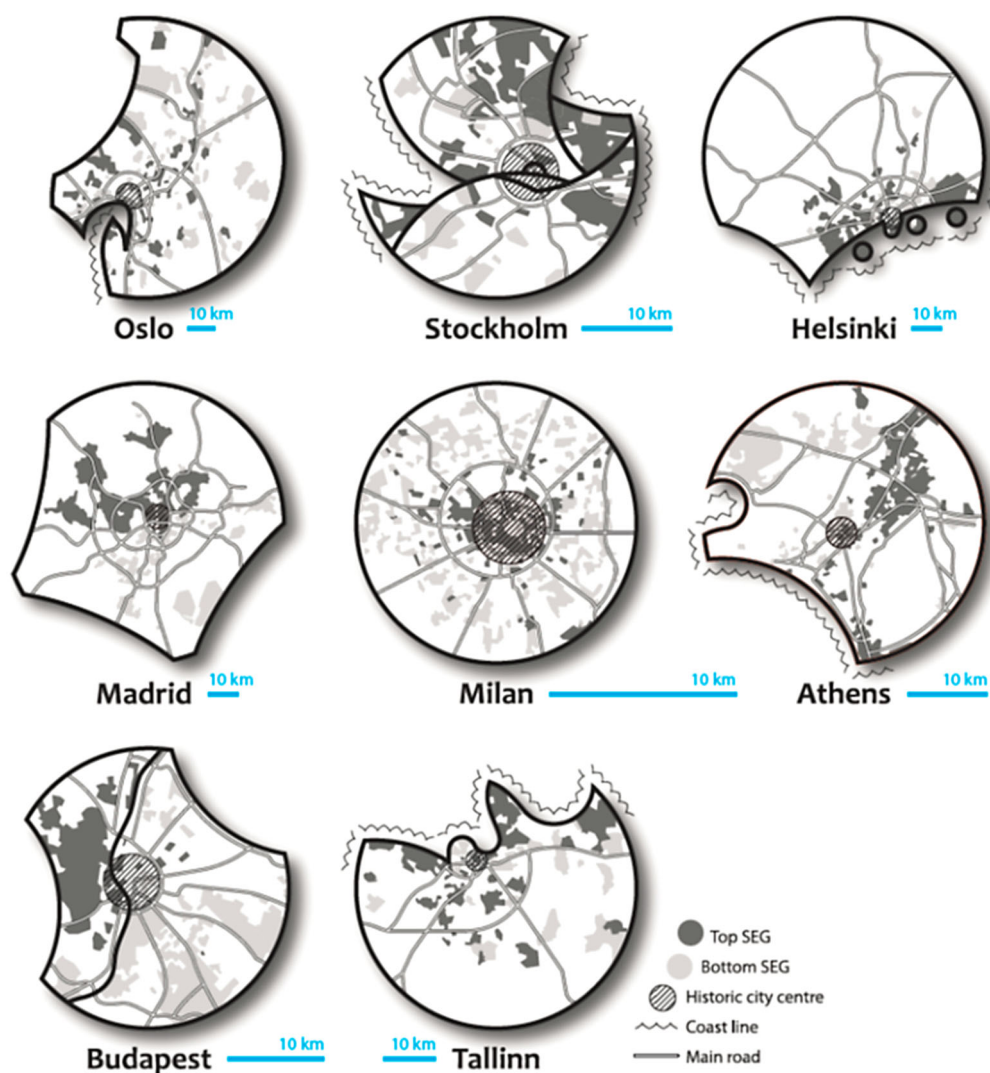 Oslo 10 km
Stockholm 10 km
Helsinki 10 km
Madrid 10 km
Milan 10 km
Athens 10 km
Top SEG
Bottom SEG
Historic city centre
Coast line
Main road
Budapest 10 km
10 km Tallinn